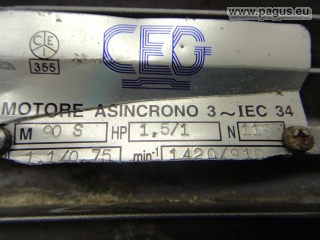 © www.pagus.eu
CEI
355
CEG
MOTORE ASINCRONO 3~IEC 34
M 90 S HP 1,5/1 N
1.1/0.75 min-1 1420/910